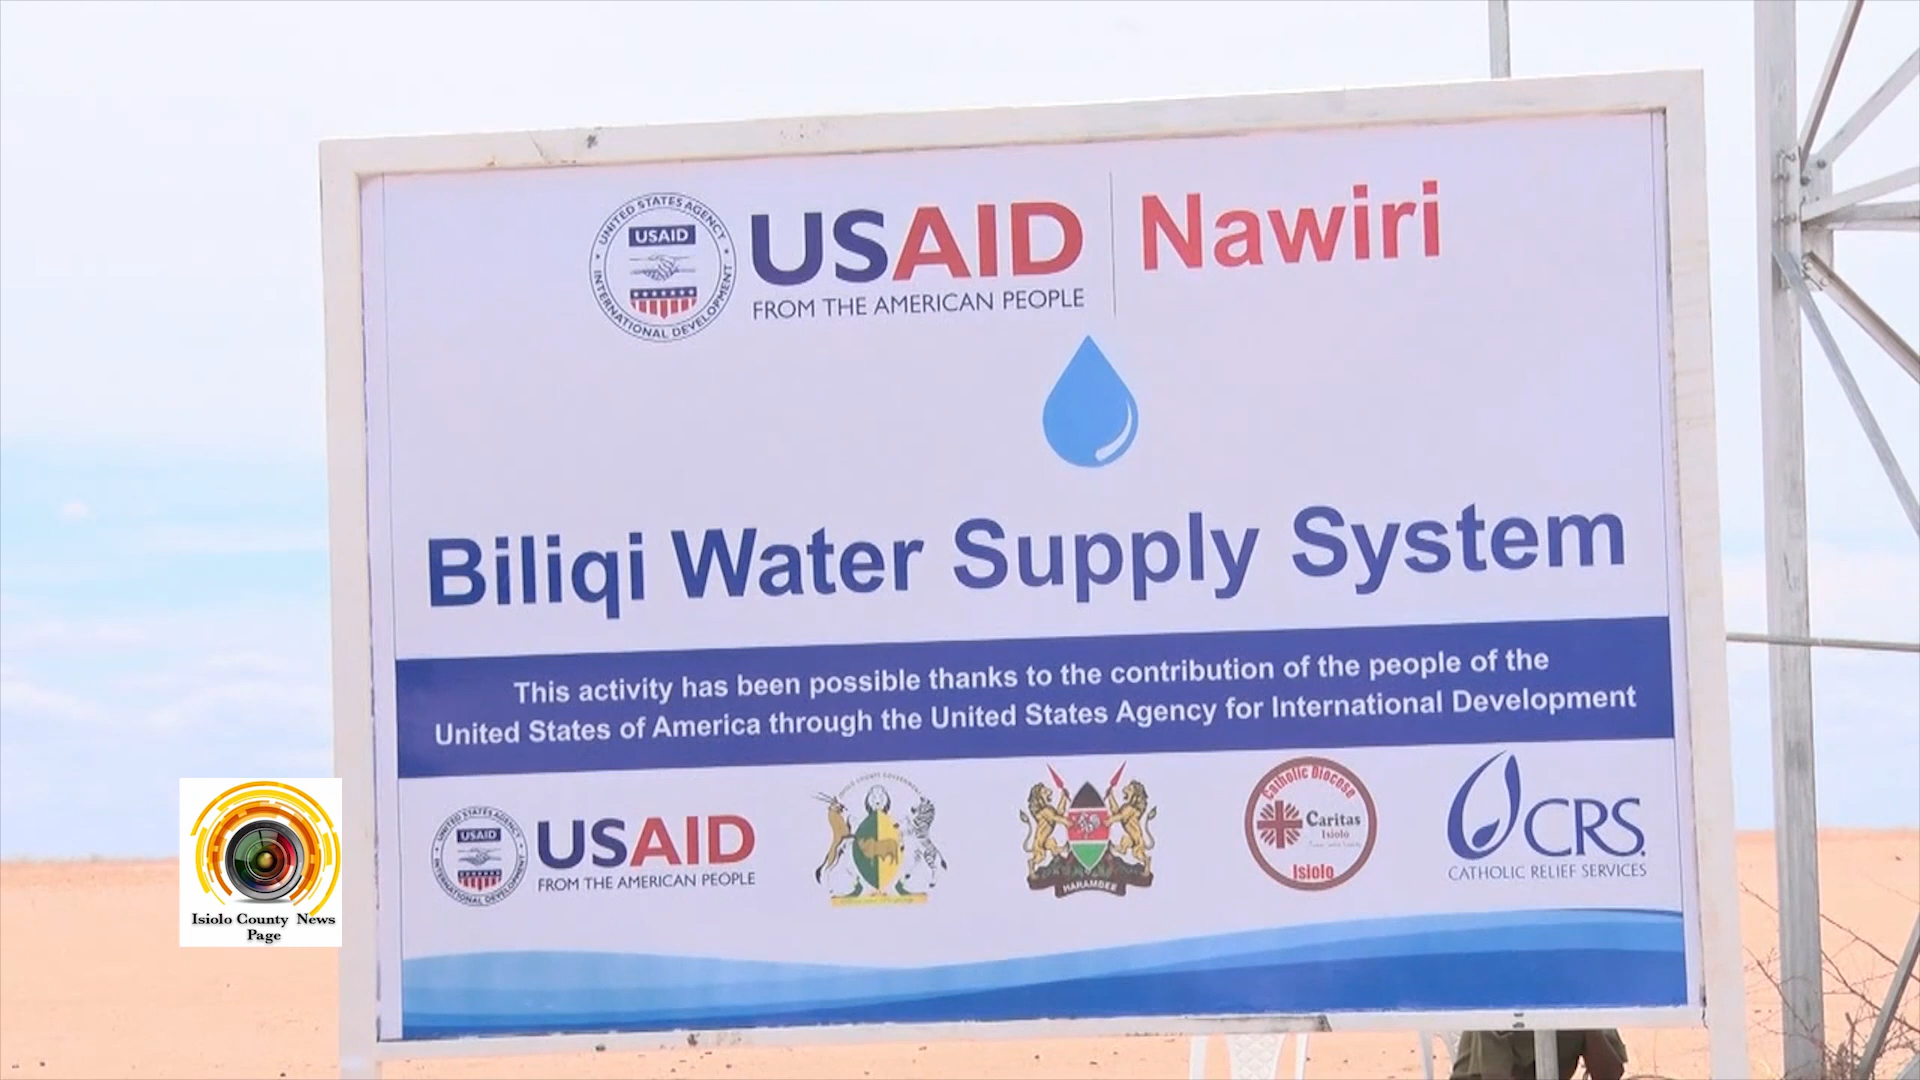 UNITED STATES AGENCY
USAID
INTERNATIONAL DEVELOPMENT
USAID
FROM THE AMERICAN PEOPLE
Nawiri
Biliqi Water Supply System
This activity has been possible thanks to the contribution of the people of the
United States of America through the United States Agency for International Development
UNITED STATES AGENCY
USAID
INTERNATIONAL DEVELOPMENT
USAID
FROM THE AMERICAN PEOPLE
COUNTY GOVERNMENT
HARAMBEE
Catholic Diocese
Caritas
Isiolo
Isiolo
CRS
CATHOLIC RELIEF SERVICES
Isiolo County News
Page